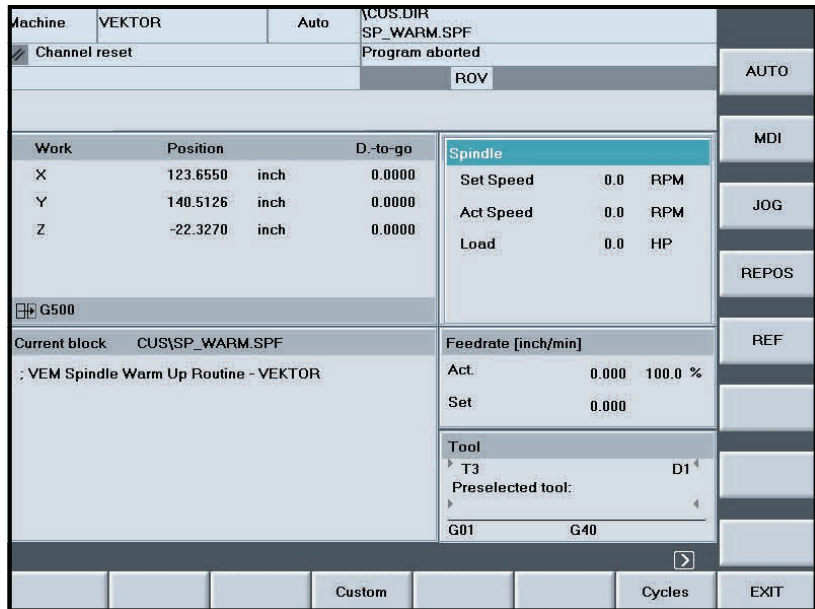 Machine VEKTOR Auto \CUS.DIR
SP_WARM.SPF
Channel reset Program aborted
ROV
Work Position D.-to-go
X 123.6550 inch 0.0000
Y 140.5126 inch 0.0000
Z -22.3270 inch 0.0000
G500
Spindle
Set Speed 0.0 RPM
Act Speed 0.0 RPM
Load 0.0 HP
Current block CUS\SP_WARM.SPF
; VEM Spindle Warm Up Routine - VEKTOR
Feedrate [inch/min]
Act. 0.000 100.0 %
Set 0.000
Tool
T3 D1
Preselected tool:
G01 G40
AUTO
MDI
JOG
REPOS
REF
Custom Cycles EXIT